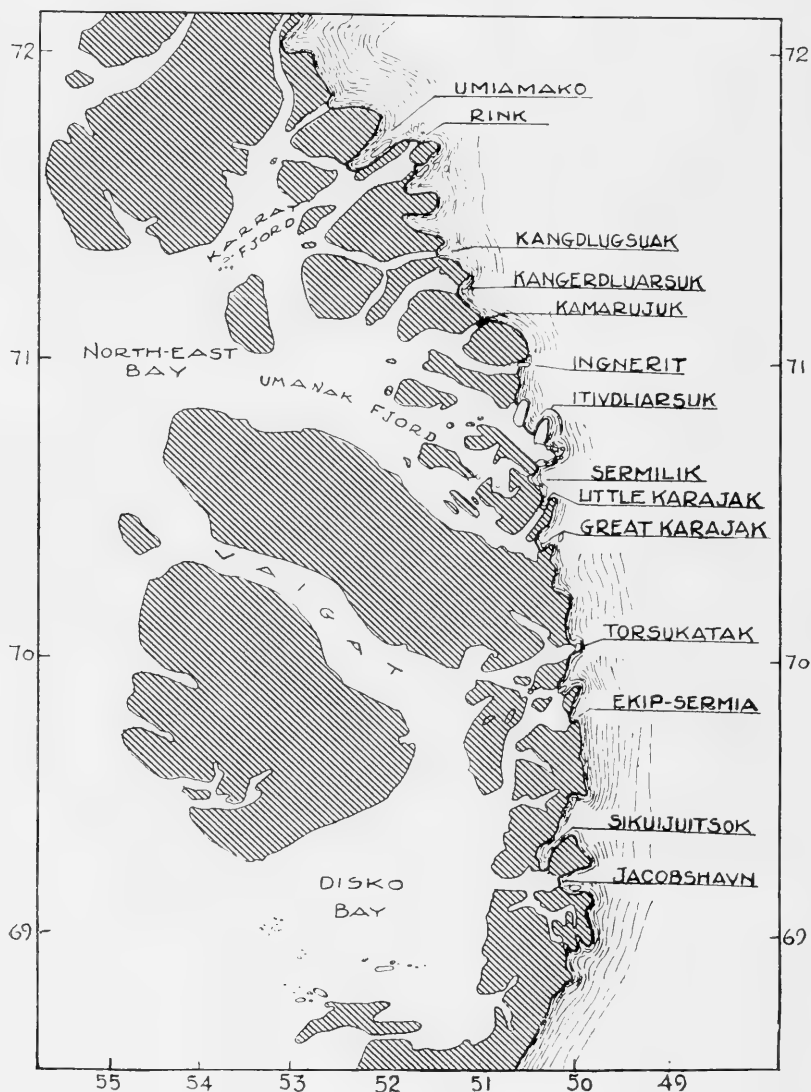 72
72
UMIAMAKO
RINK
KARRAT
FJORD
KANGDLUGSUAK
KANGERDLUARSUK
KAMARUJUK
71
NORTH-EAST
BAY
71
INGNERIT
UMANAK FJORD
ITIVDLIARSUK
SERMILIK
LITTLE KARAJAK
GREAT KARAJAK
VAIGAT
70
TORSUKATAK
70
EKIP-SERMIA
SIKUIJUITSOK
DISKO
BAY
JACOBSHAVN
69
69
55 54 53 52 51 50 49